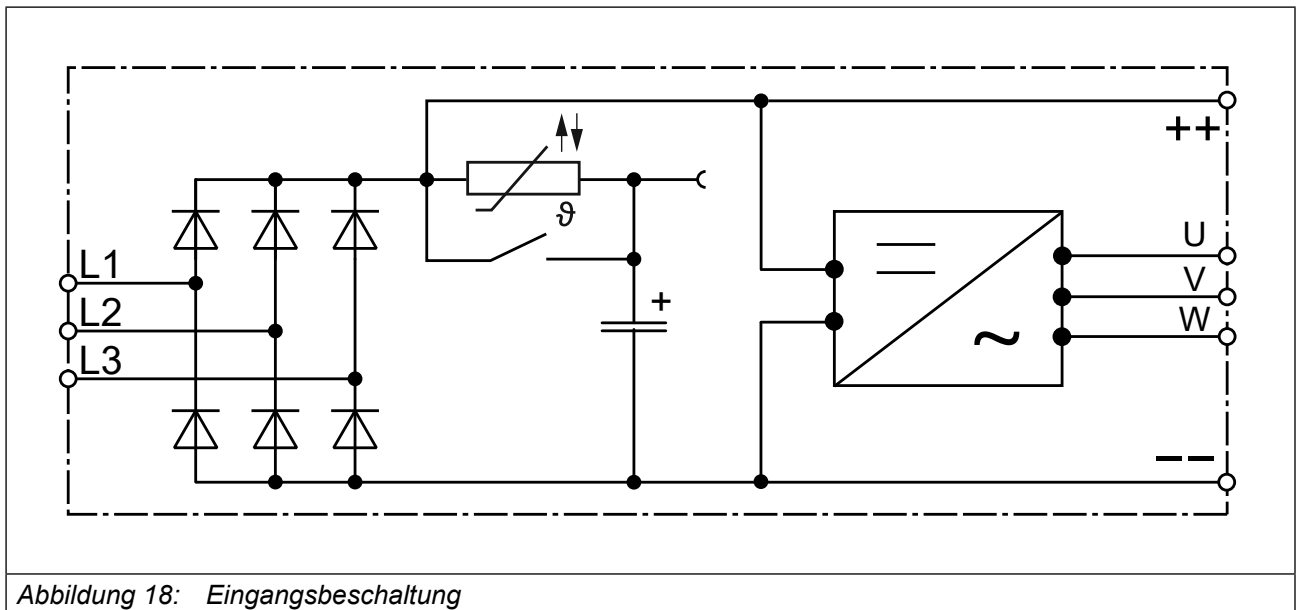 ++
ϑ
L1
L2
L3
+
U
V
W
~
−−
Abbildung 18: Eingangsbeschaltung